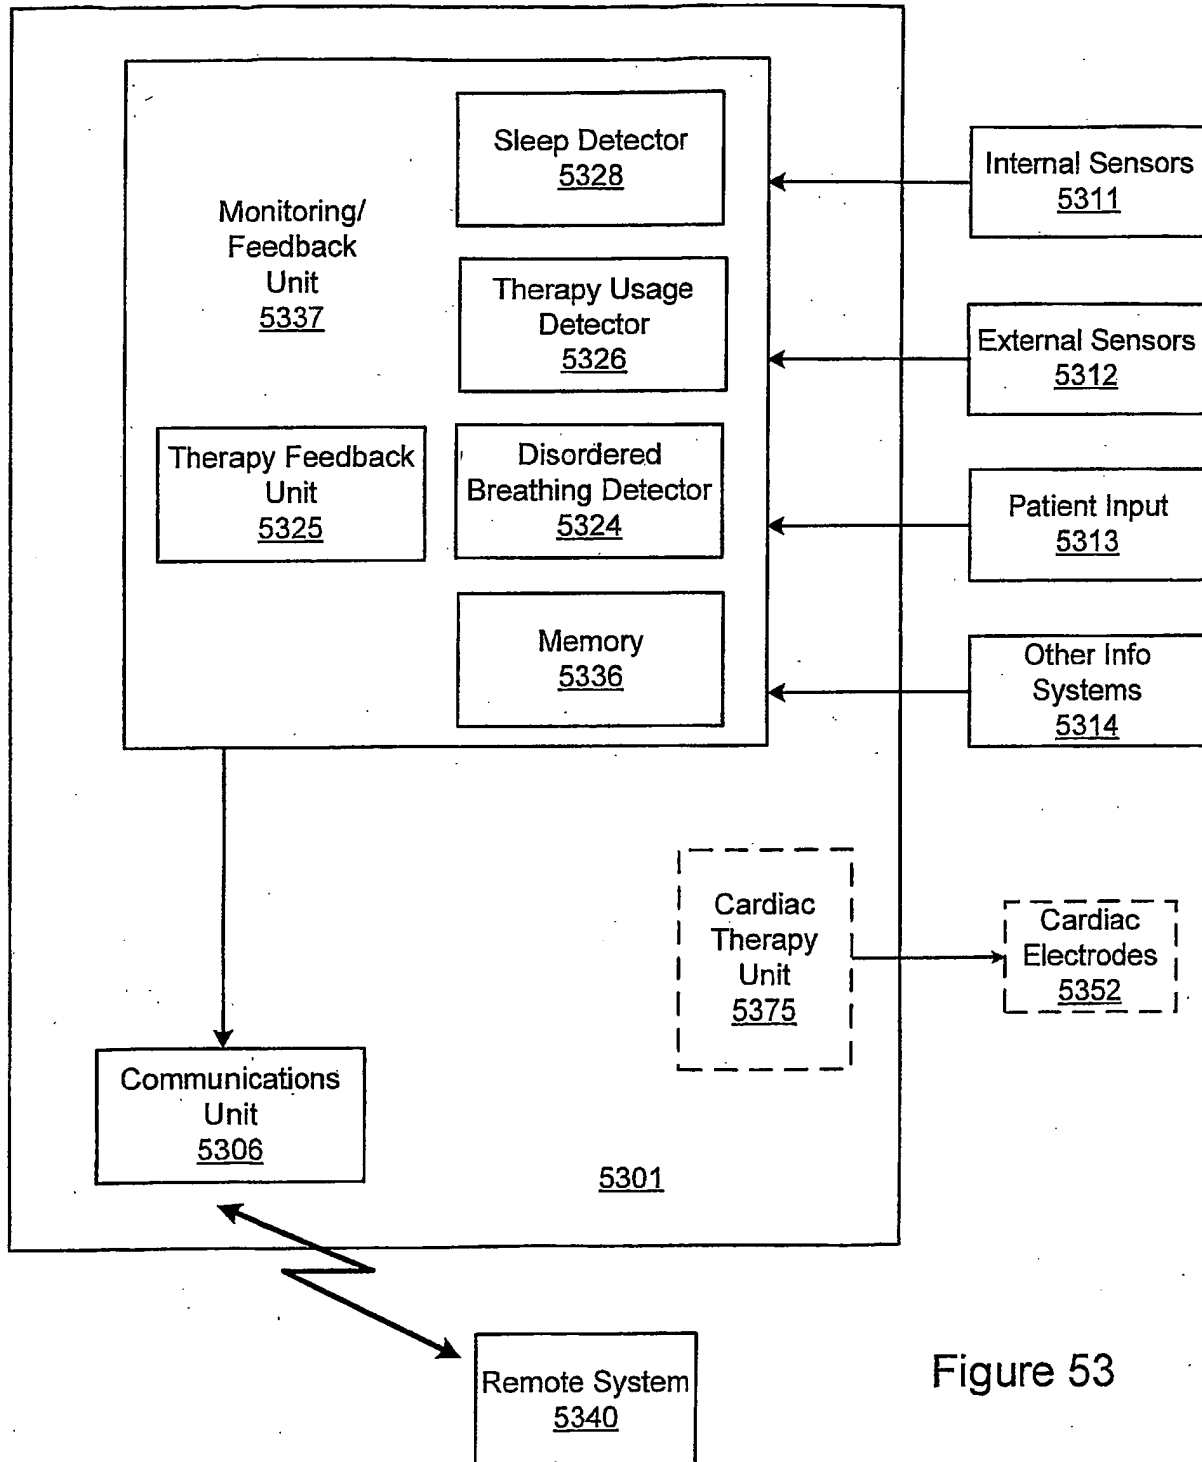 Sleep Detector
5328
Monitoring/
Feedback
Unit
5337
Therapy Usage
Detector
5326
Therapy Feedback
Unit
5325
Disordered
Breathing Detector
5324
Memory
5336
Internal Sensors
5311
External Sensors
5312
Patient Input
5313
Other Info
Systems
5314
Cardiac
Therapy
Unit
5375
Cardiac
Electrodes
5352
Communications
Unit
5306
5301
Remote System
5340
Figure 53